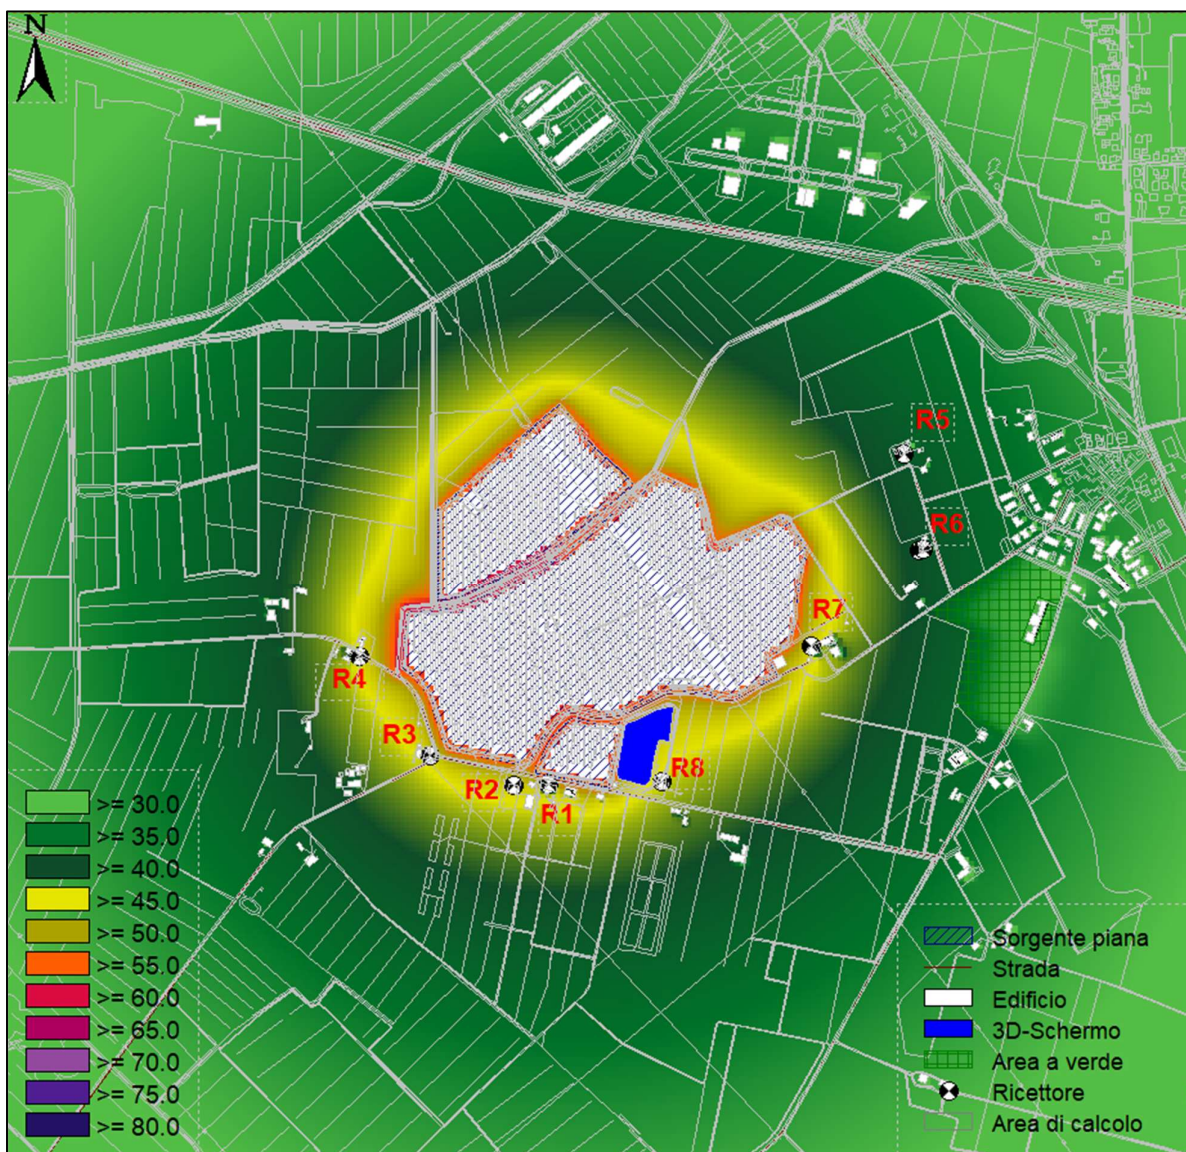 N
R5
R6
R7
R4
R3
R2
R8
R1
>= 30.0
>= 35.0
>= 40.0
>= 45.0
>= 50.0
>= 55.0
>= 60.0
>= 65.0
>= 70.0
>= 75.0
>= 80.0
Sorgente piana
Strada
Edificio
3D-Schermo
Area a verde
Ricettore
Area di calcolo